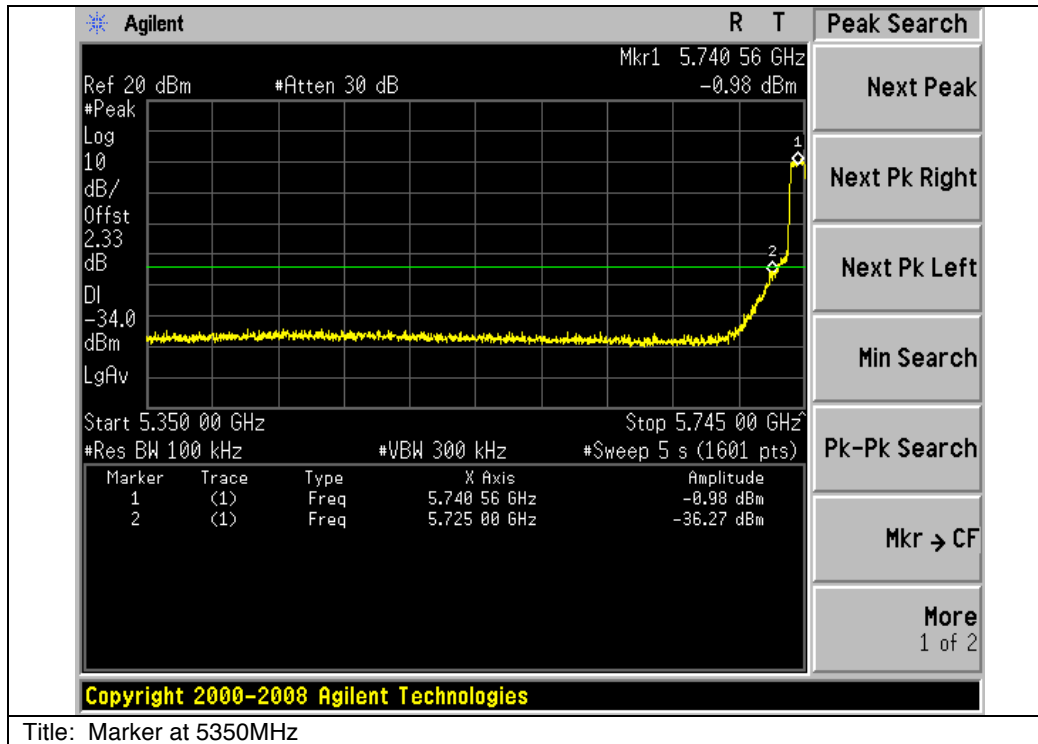 Agilent R T Peak Search
Mkr1 5.740 56 GHz
Ref 20 dBm #Atten 30 dB -0.98 dBm
#Peak
Log
10
dB/
Offst
2.33
dB
DI
-34.0
dBm
LgAv
1
2
Start 5.350 00 GHz Stop 5.745 00 GHz^
#Res BW 100 kHz #VBW 300 kHz #Sweep 5 s (1601 pts)
Marker Trace Type X Axis Amplitude
1 (1) Freq 5.740 56 GHz -0.98 dBm
2 (1) Freq 5.725 00 GHz -36.27 dBm
Next Peak
Next Pk Right
Next Pk Left
Min Search
Pk-Pk Search
Mkr → CF
More
1 of 2
Copyright 2000-2008 Agilent Technologies
Title: Marker at 5350MHz